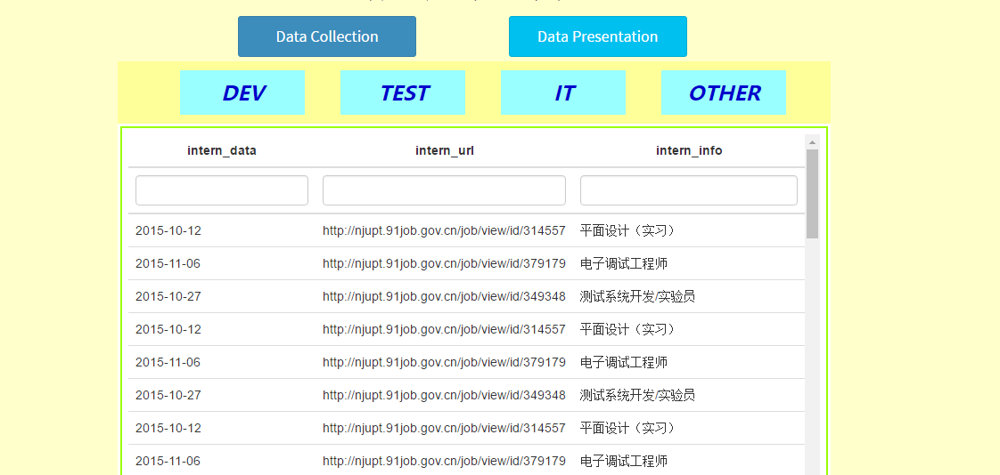 Data Collection Data Presentation
DEV TEST IT OTHER
intern_data intern_url intern_info
2015-10-12 http://njupt.91job.gov.cn/job/view/id/314557 平面设计（实习）
2015-11-06 http://njupt.91job.gov.cn/job/view/id/379179 电子调试工程师
2015-10-27 http://njupt.91job.gov.cn/job/view/id/349348 测试系统开发/实验员
2015-10-12 http://njupt.91job.gov.cn/job/view/id/314557 平面设计（实习）
2015-11-06 http://njupt.91job.gov.cn/job/view/id/379179 电子调试工程师
2015-10-27 http://njupt.91job.gov.cn/job/view/id/349348 测试系统开发/实验员
2015-10-12 http://njupt.91job.gov.cn/job/view/id/314557 平面设计（实习）
2015-11-06 http://njupt.91job.gov.cn/job/view/id/379179 电子调试工程师